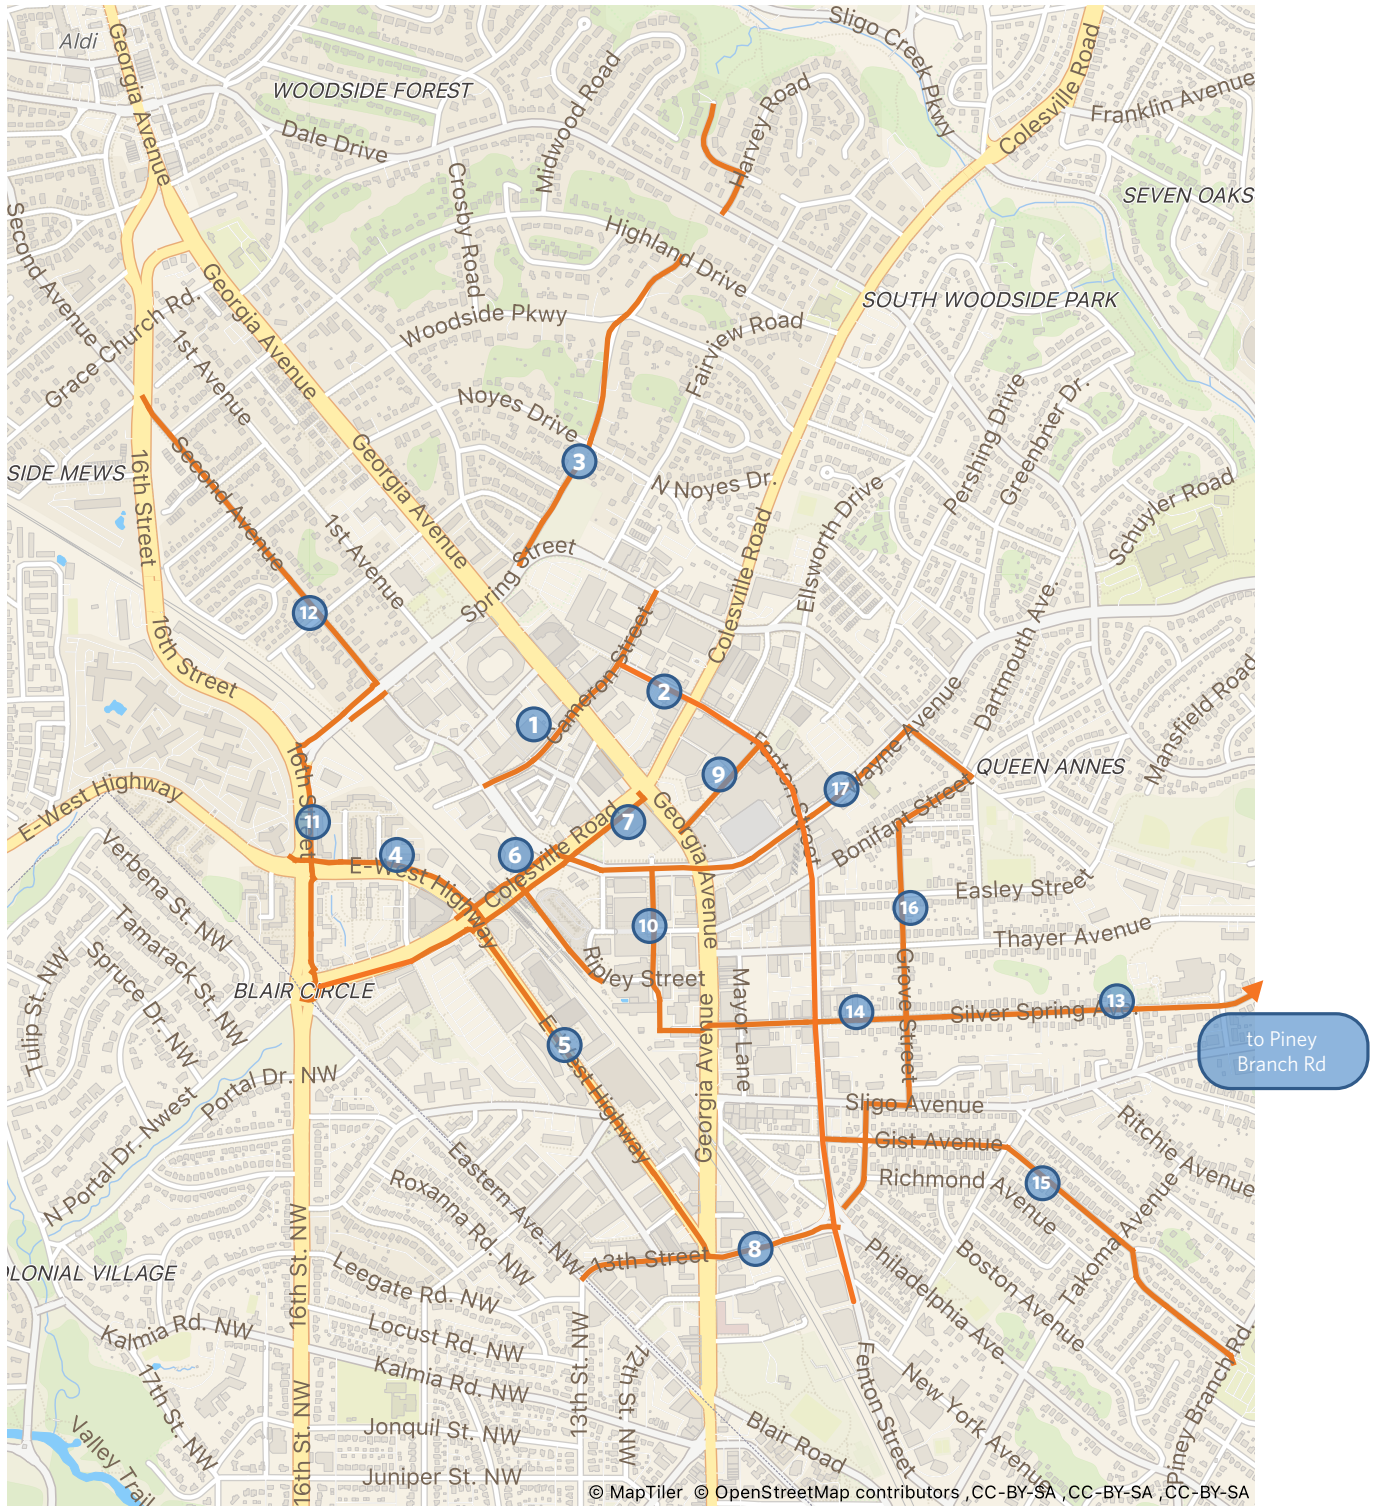 Aldi
Georgia Avenue
WOODSIDE FOREST
Dale Drive
Midwood Road
Harvey Road
Sligo Creek Pkwy
Colesville Road
Franklin Avenue
SEVEN OAKS
Second Avenue
Crosby Road
Highland Drive
Grace Church Rd.
Georgia Avenue
1st Avenue
Woodside Pkwy
Fairview Road
SOUTH WOODSIDE PARK
Noyes Drive
Pershing Drive
Greenbrier Dr.
SIDE MEWS
16th Street
Second Avenue
Georgia Avenue
3
N Noyes Dr.
Ellsworth Drive
Schuyler Road
1st Avenue
Spring Street
Colesville Road
12
16th Street
Cameron Street
Dartmouth Ave.
Mansfield Road
1
2
Wayne Avenue
QUEEN ANNES
16th Street
Fenton Street
9
17
E-West Highway
11
4
6
7
Colesville Road
Georgia Avenue
Bonifant Street
E-West Highway
Verbena St. NW
Tamarack St. NW
Spruce Dr. NW
Tulip St. NW
Easley Street
16
10
Thayer Avenue
Ripley Street
BLAIR CIRCLE
Mayor Lane
Grove Street
14
Silver Spring Ave.
13
to Piney
Branch Rd
5
E-West Highway
Georgia Avenue
Portal Dr. NW
N Portal Dr. Nwest
Sligo Avenue
Gist Avenue
Richmond Avenue
15
Ritchie Avenue
Takoma Avenue
Eastern Ave. NW
Roxanna Rd. NW
16th St. NW
13th Street
8
Philadelphia Ave.
Boston Avenue
OLONIAL VILLAGE
Leegate Rd. NW
Locust Rd. NW
Kalmia Rd. NW
Kalmia Rd. NW
17th St. NW
16th St. NW
13th St. NW
12th St. NW
Jonquil St. NW
Juniper St. NW
Blair Road
Fenton Street
New York Avenue
Piney Branch Rd.
Valley Trail
© MapTiler © OpenStreetMap contributors ,CC-BY-SA ,CC-BY-SA ,CC-BY-SA